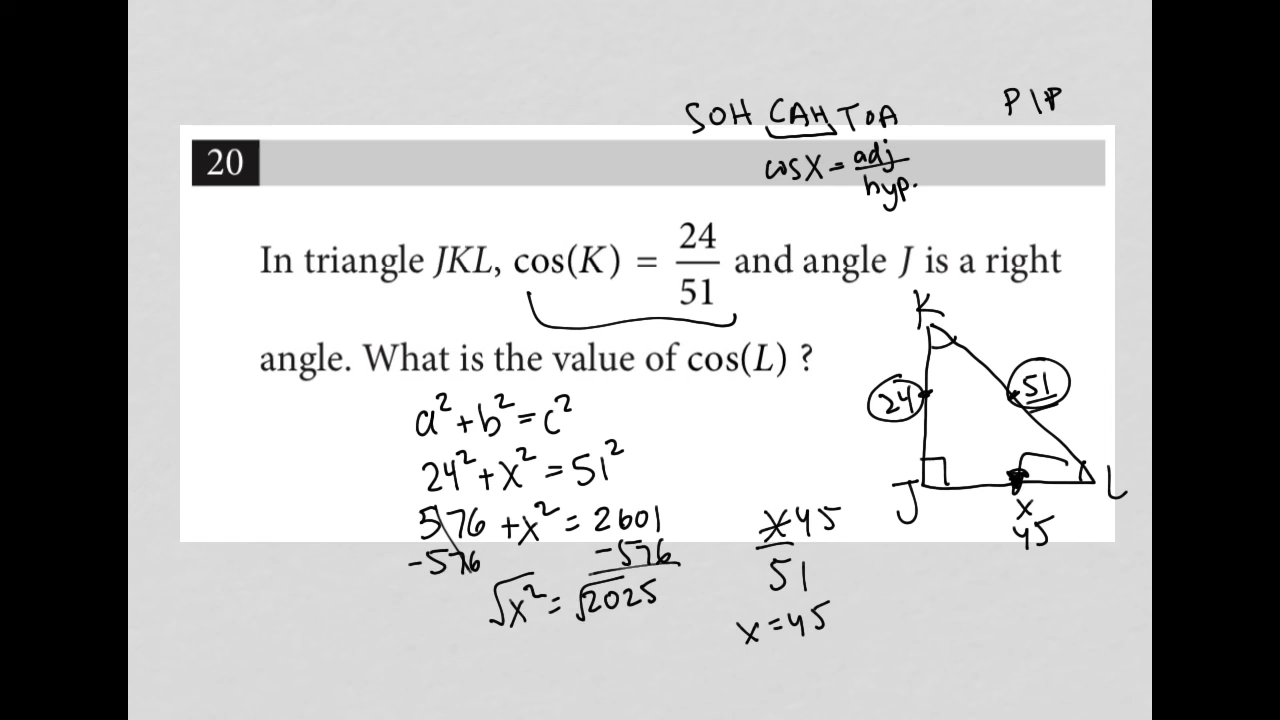 SOH CAH TOA
P | P
cos X = adj/hyp.
20
In triangle JKL, cos(K) = 24/51 and angle J is a right
angle. What is the value of cos(L) ?
K
24
51
J
L
x
45
a² + b² = c²
24² + x² = 51²
576 + x² = 2601
-576 -576
√x² = √2025
x 45
51
x = 45